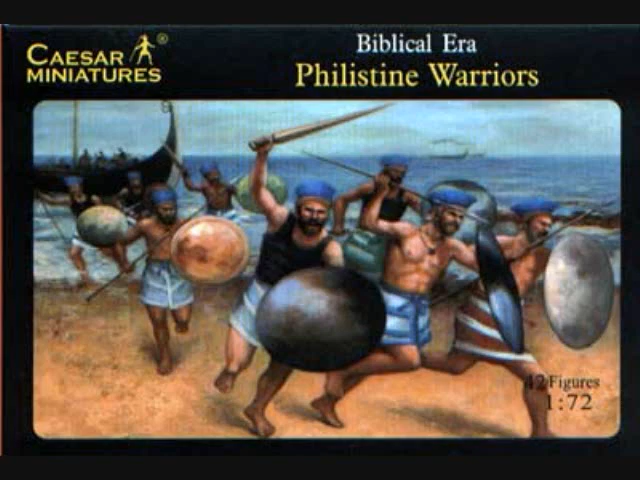 CAESAR ®
MINIATURES
Biblical Era
Philistine Warriors
42 Figures
1:72